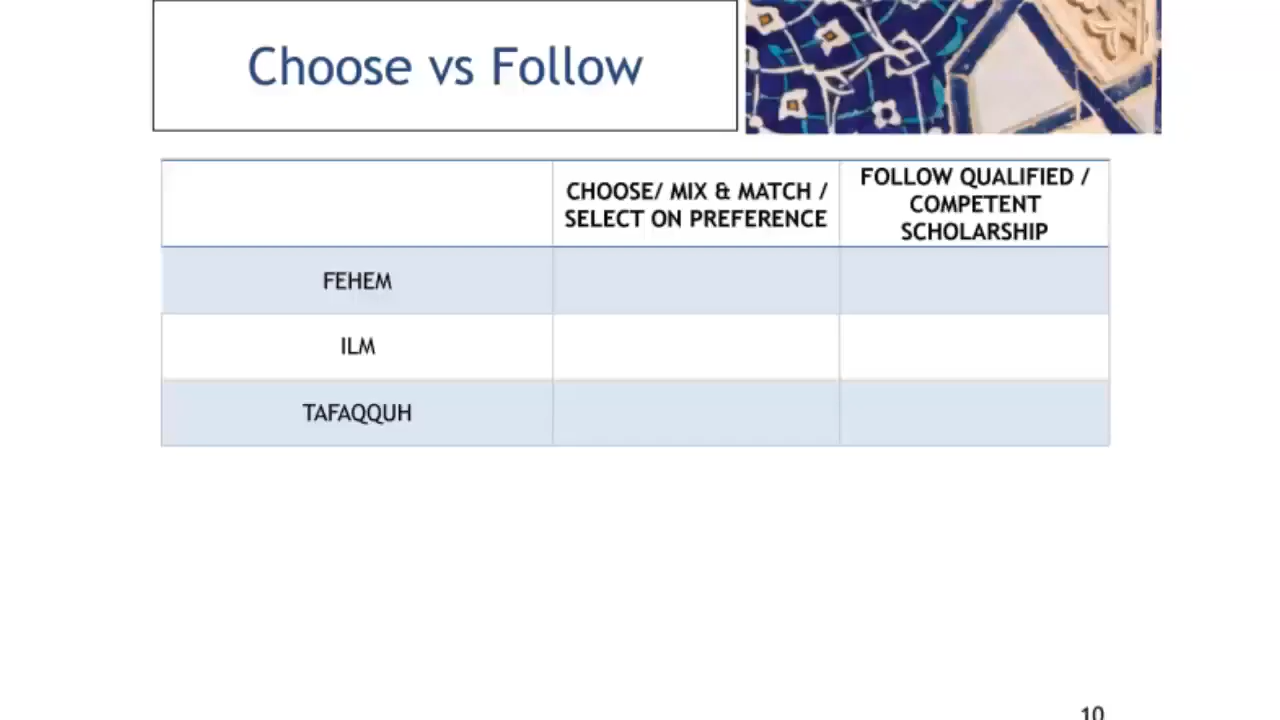 Choose vs Follow
CHOOSE/ MIX & MATCH /
SELECT ON PREFERENCE
FOLLOW QUALIFIED /
COMPETENT
SCHOLARSHIP
FEHEM
ILM
TAFAQQUH
10